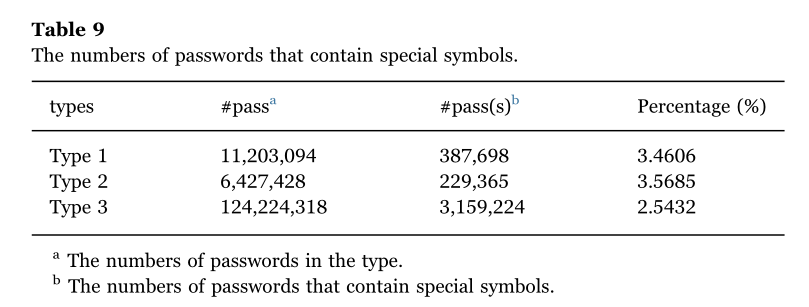 Table 9
The numbers of passwords that contain special symbols.
types #passa #pass(s)b Percentage (%)
Type 1 11,203,094 387,698 3.4606
Type 2 6,427,428 229,365 3.5685
Type 3 124,224,318 3,159,224 2.5432
a The numbers of passwords in the type.
b The numbers of passwords that contain special symbols.